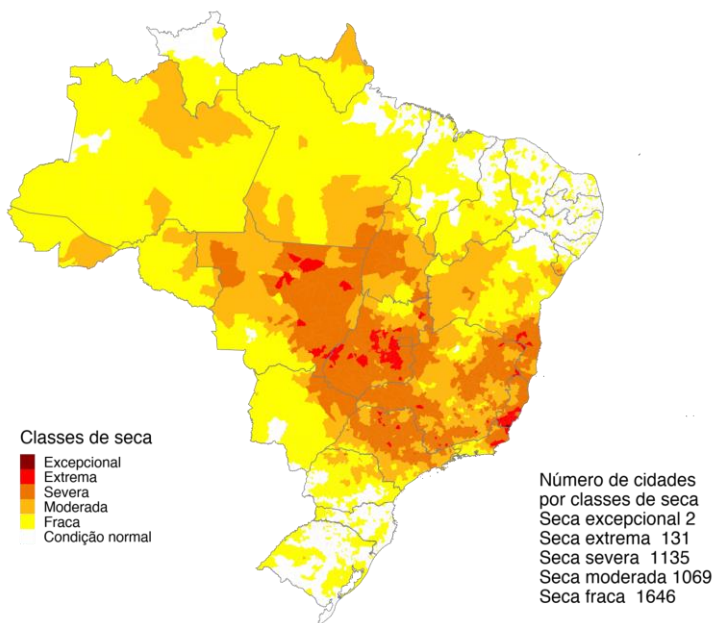 Classes de seca
Excepcional
Extrema
Severa
Moderada
Fraca
Condição normal
Número de cidades
por classes de seca
Seca excepcional 2
Seca extrema 131
Seca severa 1135
Seca moderada 1069
Seca fraca 1646